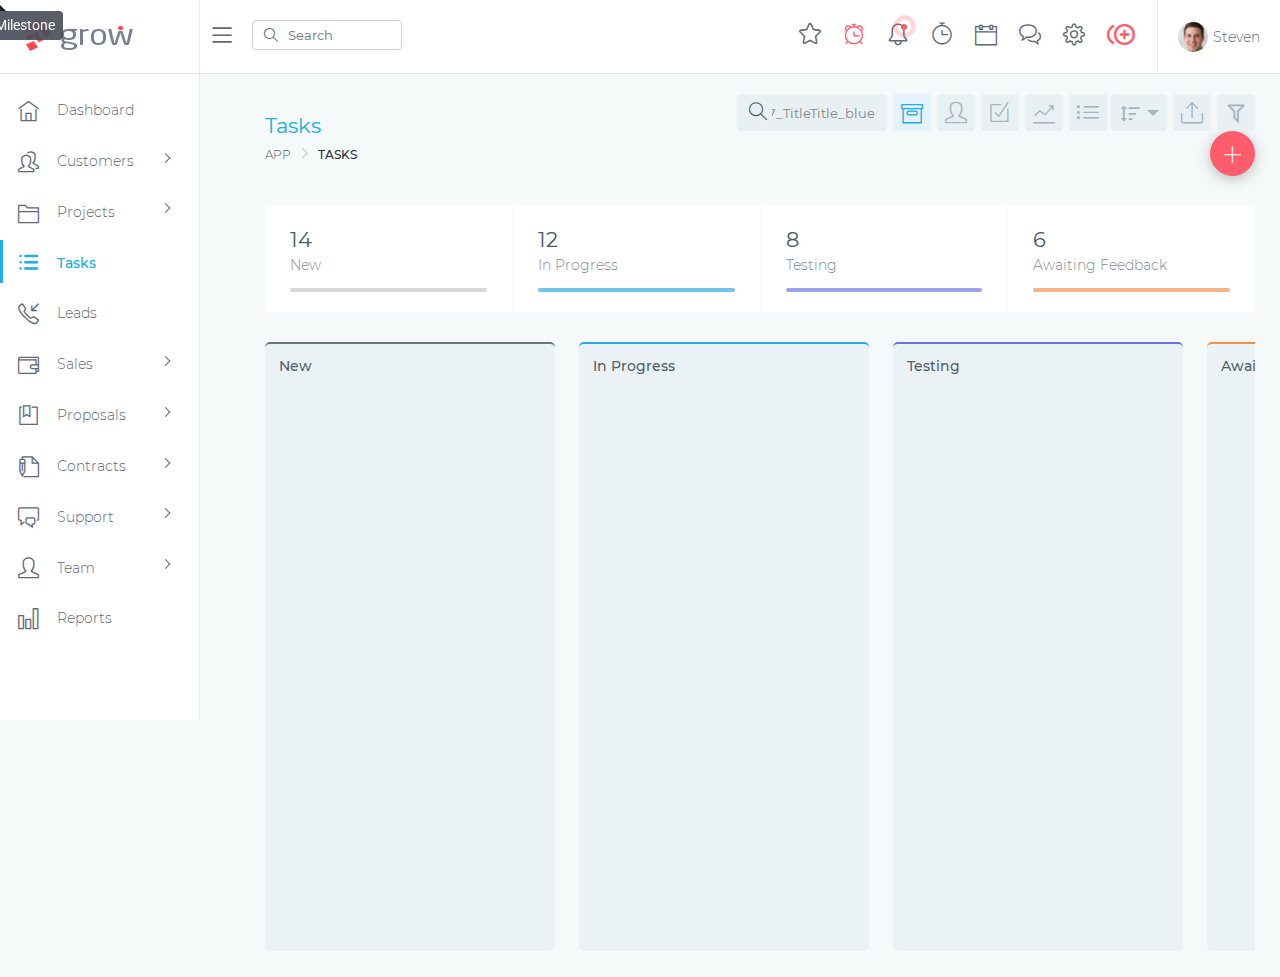 Milestone
grow
Search
Steven
Dashboard
Customers
Projects
Tasks
Leads
Sales
Proposals
Contracts
Support
Team
Reports
Tasks
APP TASKS
7_TitleTitle_blue
14
New
12
In Progress
8
Testing
6
Awaiting Feedback
New
In Progress
Testing
Awai